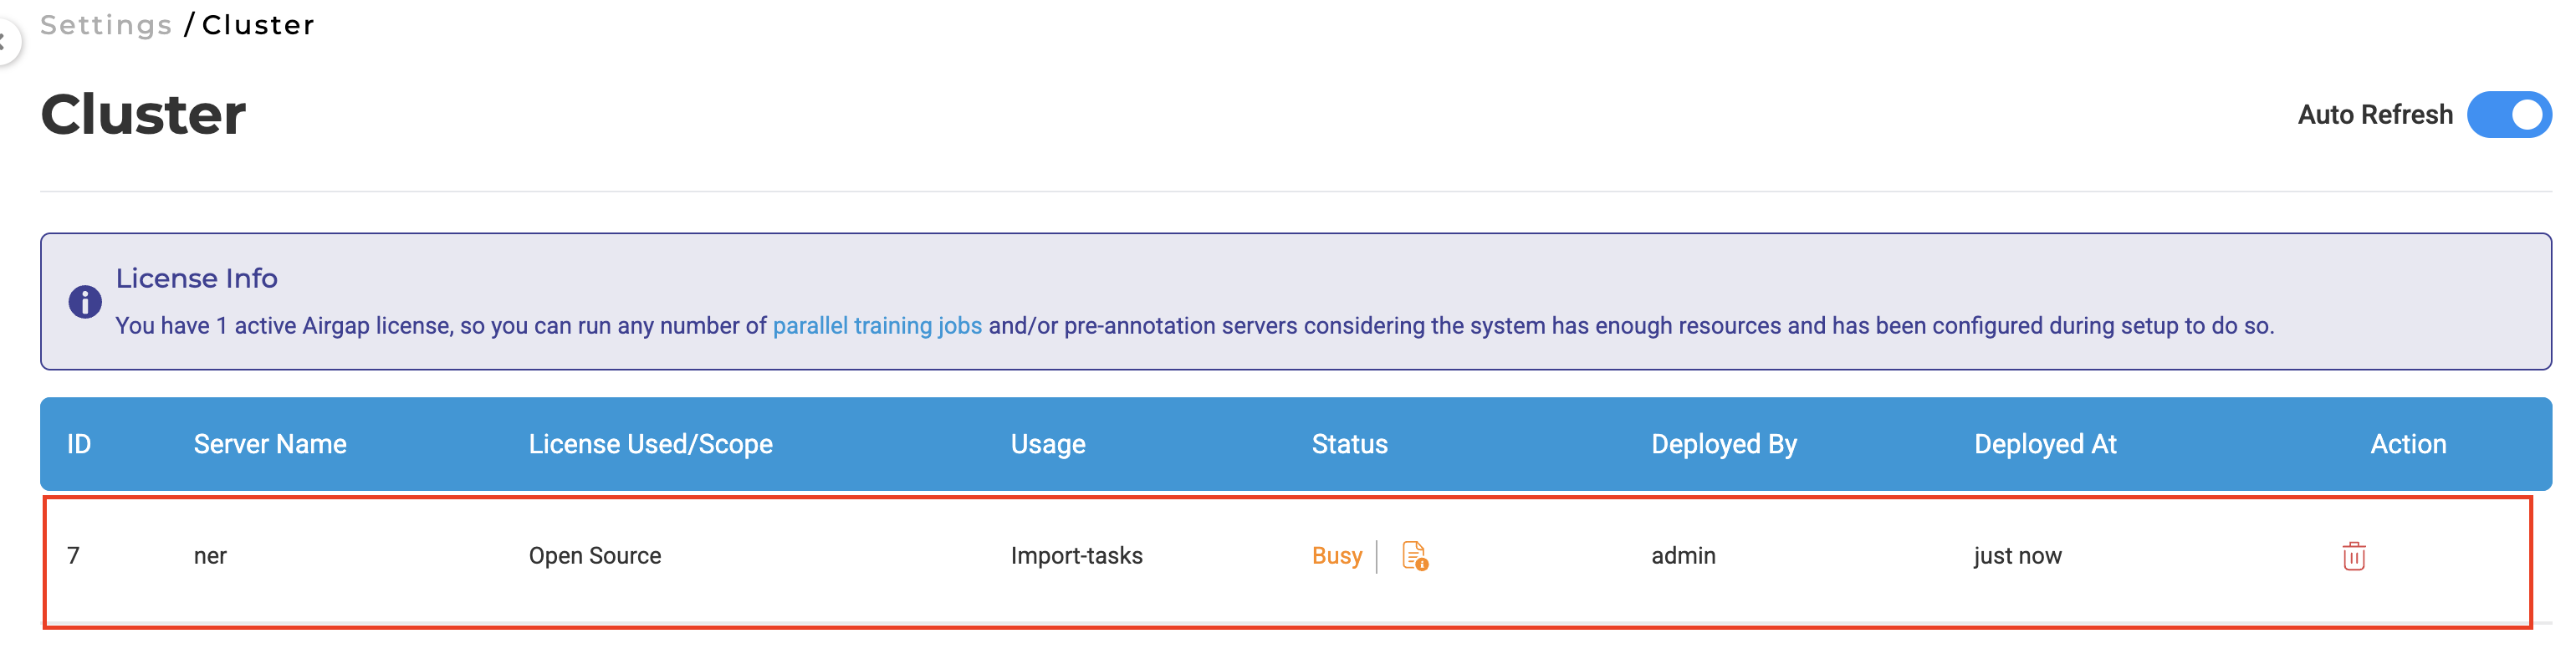 Settings / Cluster
Cluster
Auto Refresh
License Info
You have 1 active Airgap license, so you can run any number of parallel training jobs and/or pre-annotation servers considering the system has enough resources and has been configured during setup to do so.
ID Server Name License Used/Scope Usage Status Deployed By Deployed At Action
7 ner Open Source Import-tasks Busy admin just now